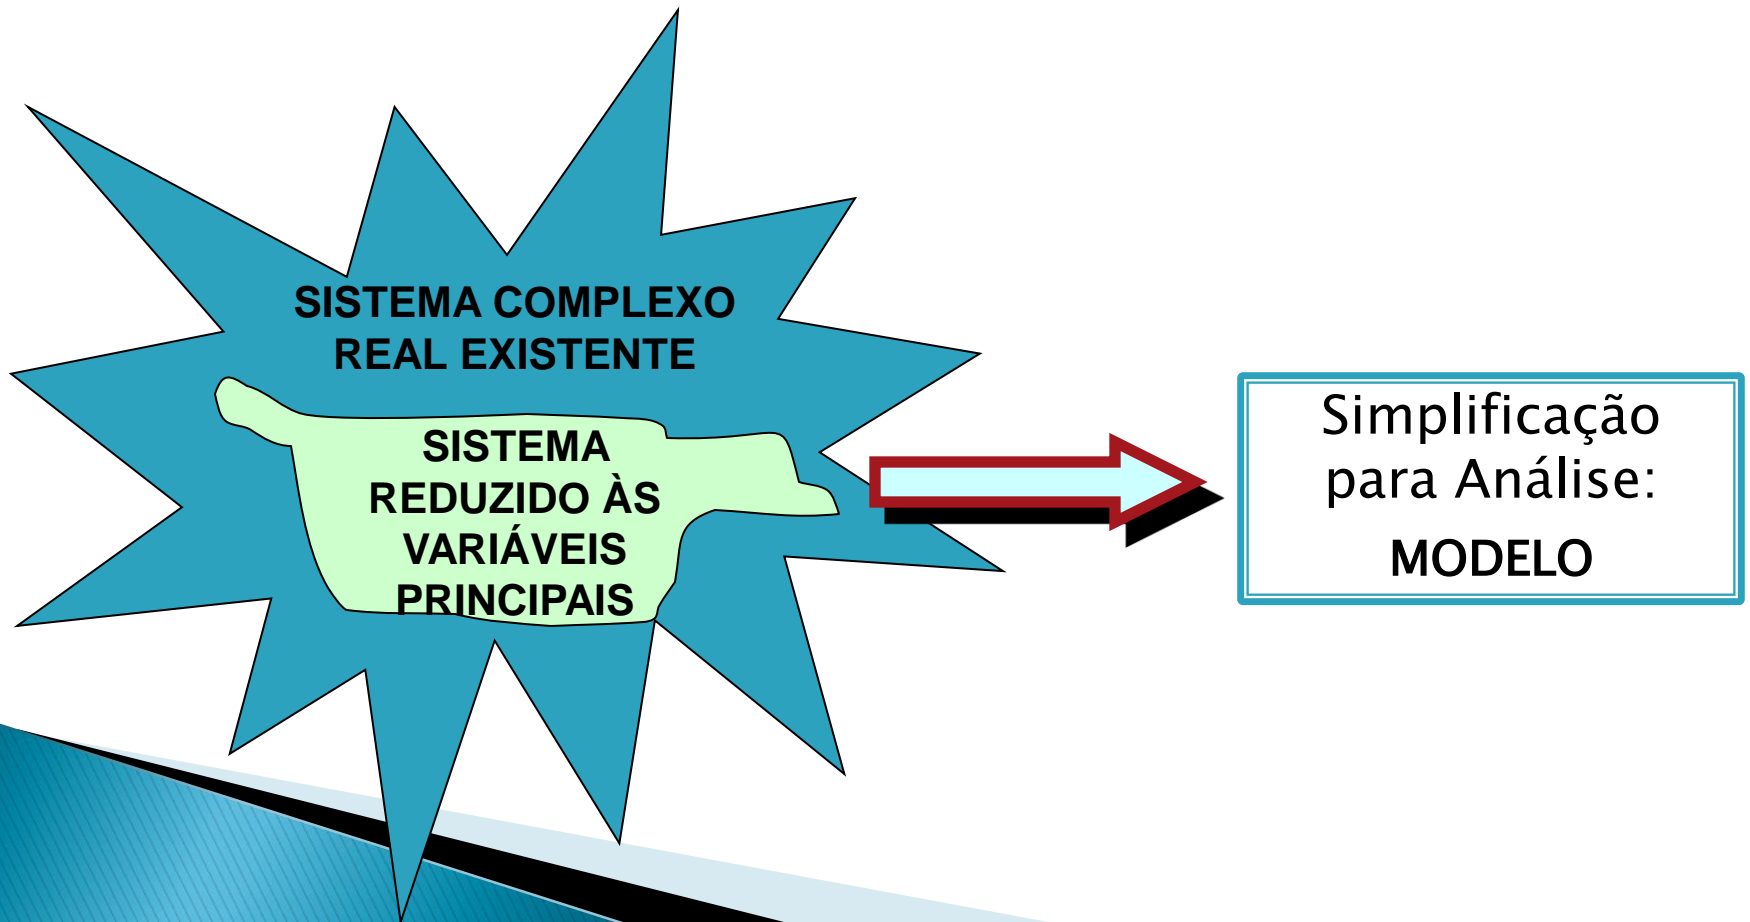 SISTEMA COMPLEXO
REAL EXISTENTE
SISTEMA
REDUZIDO ÀS
VARIÁVEIS
PRINCIPAIS
Simplificação
para Análise:
MODELO